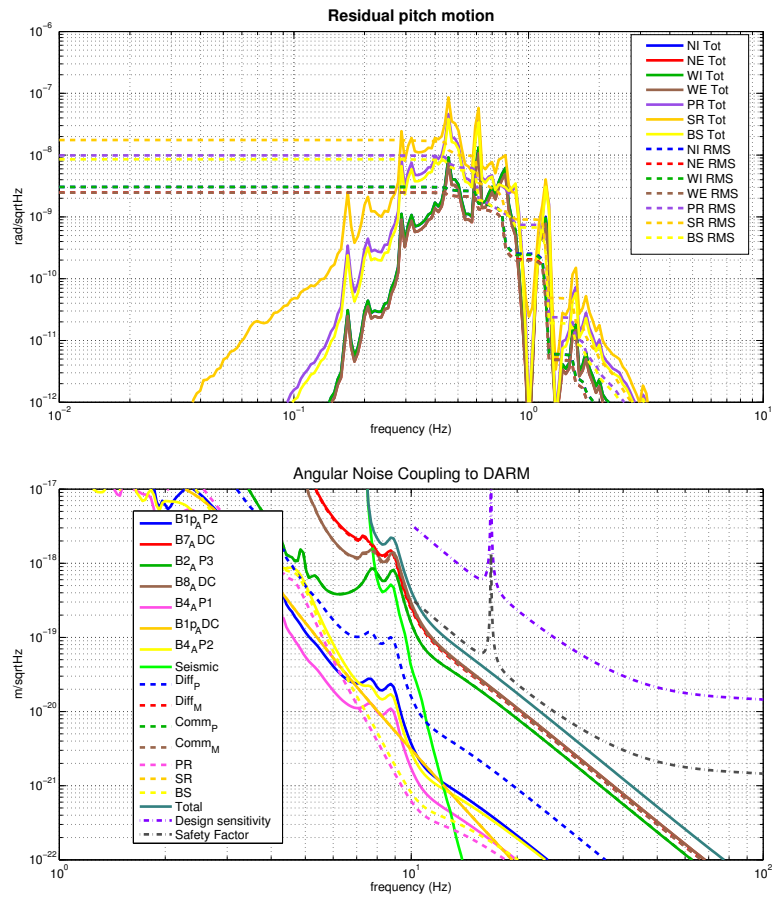 Residual pitch motion
10^-6
10^-7
10^-8
10^-9
10^-10
10^-11
10^-12
rad/sqrtHz
10^-2
10^-1
10^0
10^1
frequency (Hz)
NI Tot
NE Tot
WI Tot
WE Tot
PR Tot
SR Tot
BS Tot
NI RMS
NE RMS
WI RMS
WE RMS
PR RMS
SR RMS
BS RMS
Angular Noise Coupling to DARM
10^-17
10^-18
10^-19
10^-20
10^-21
10^-22
m/sqrtHz
10^0
10^1
10^2
frequency (Hz)
B1p_A P2
B7_A DC
B2_A P3
B8_A DC
B4_A P1
B1p_A DC
B4_A P2
Seismic
Diff_P
Diff_M
Comm_P
Comm_M
PR
SR
BS
Total
Design sensitivity
Safety Factor